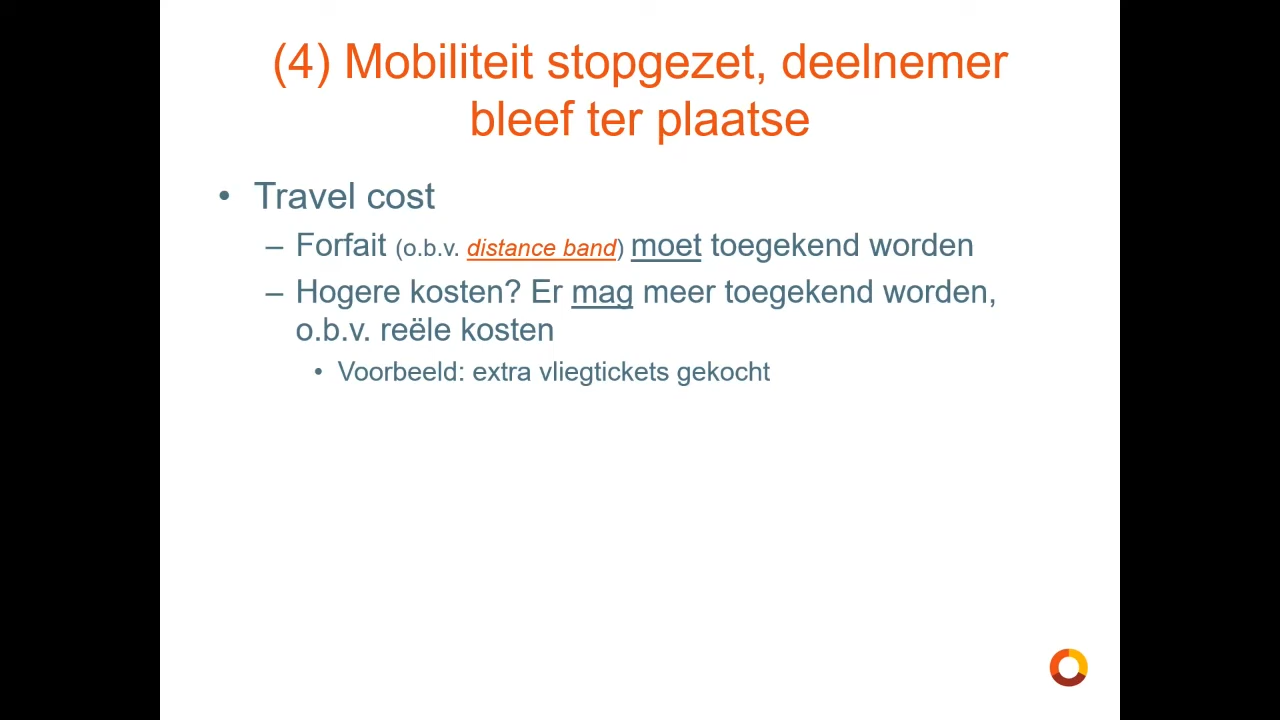 (4) Mobiliteit stopgezet, deelnemer
bleef ter plaatse
• Travel cost
– Forfait (o.b.v. distance band) moet toegekend worden
– Hogere kosten? Er mag meer toegekend worden,
o.b.v. reële kosten
• Voorbeeld: extra vliegtickets gekocht